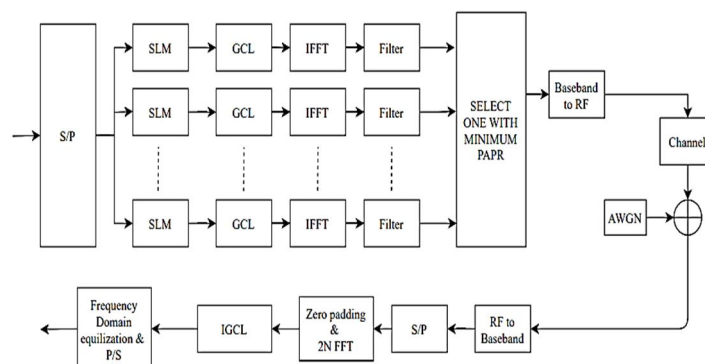 SLM GCL IFFT Filter
S/P
SLM GCL IFFT Filter
SELECT
ONE WITH
MINIMUM
PAPR
Baseband
to RF
Channel
SLM GCL IFFT Filter
AWGN
Frequency
Domain
equilization &
P/S
IGCL
Zero padding
&
2N FFT
S/P
RF to
Baseband